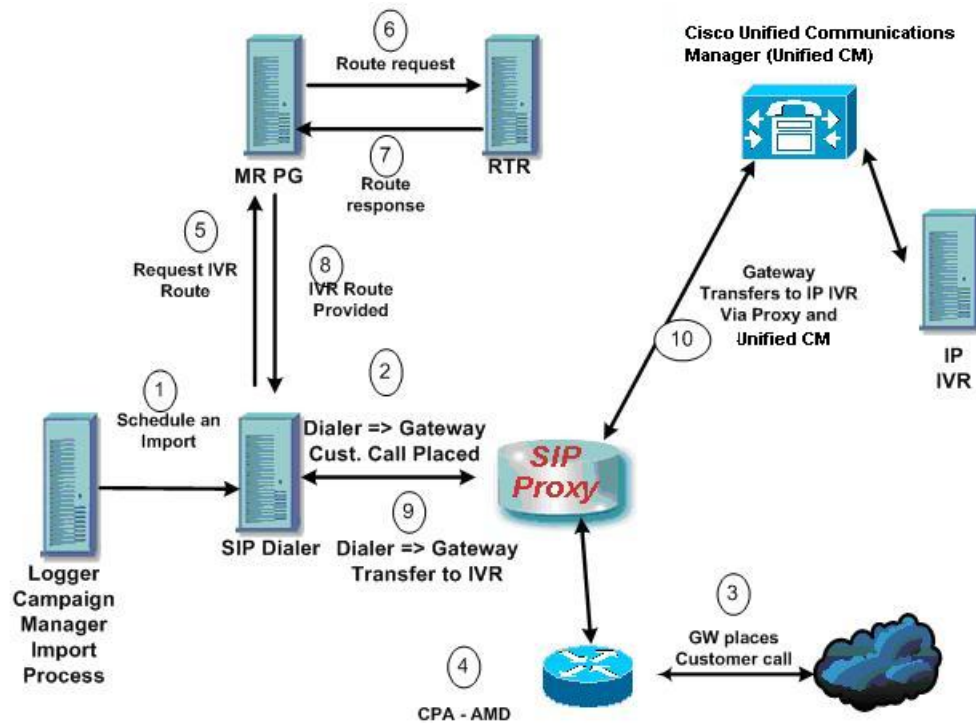 6
Route request
Cisco Unified Communications
Manager (Unified CM)
MR PG
7
Route
response
RTR
5
Request IVR
Route
8
IVR Route
Provided
Gateway
Transfers to IP IVR
Via Proxy and
Unified CM
10
IP
IVR
1
Schedule an
Import
2
Dialer => Gateway
Cust. Call Placed
SIP
Proxy
SIP Dialer
9
Dialer => Gateway
Transfer to IVR
Logger
Campaign
Manager
Import
Process
3
GW places
Customer call
4
CPA - AMD